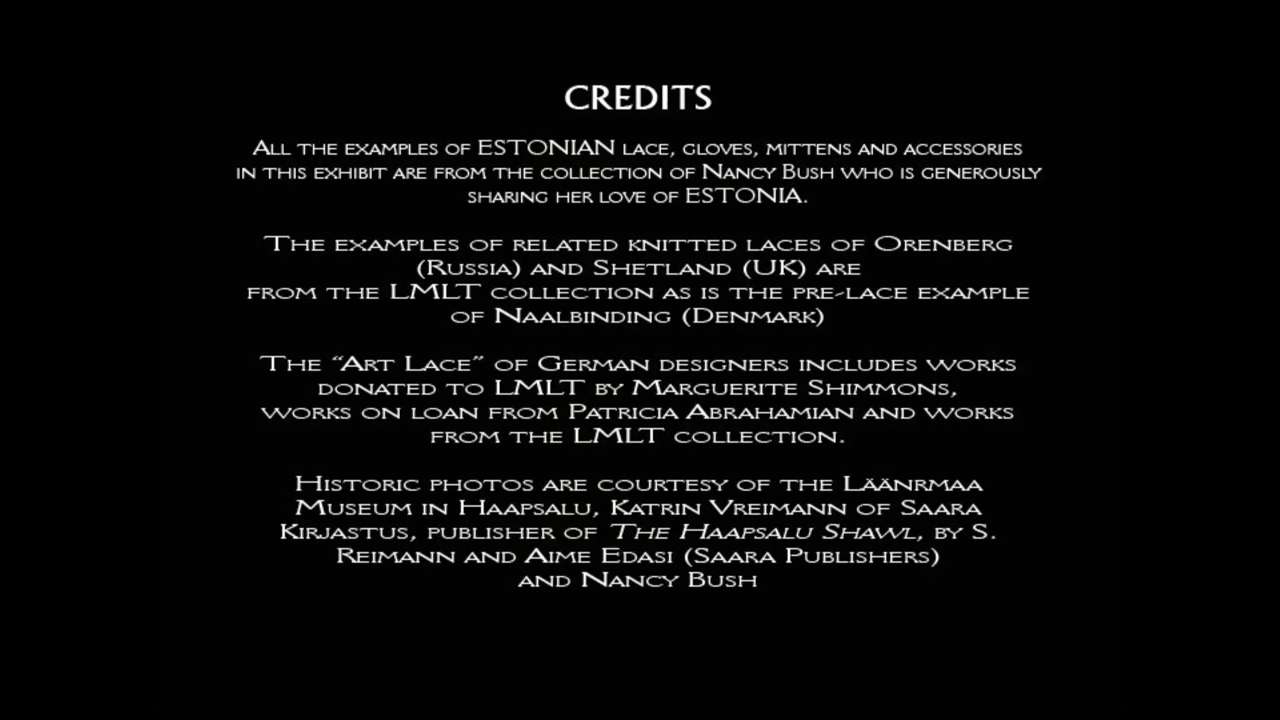 CREDITS
ALL THE EXAMPLES OF ESTONIAN LACE, GLOVES, MITTENS AND ACCESSORIES
IN THIS EXHIBIT ARE FROM THE COLLECTION OF NANCY BUSH WHO IS GENEROUSLY
SHARING HER LOVE OF ESTONIA.
THE EXAMPLES OF RELATED KNITTED LACES OF ORENBERG
(RUSSIA) AND SHETLAND (UK) ARE
FROM THE LMLT COLLECTION AS IS THE PRE-LACE EXAMPLE
OF NAALBINDING (DENMARK)
THE “ART LACE” OF GERMAN DESIGNERS INCLUDES WORKS
DONATED TO LMLT BY MARGUERITE SHIMMONS,
WORKS ON LOAN FROM PATRICIA ABRAHAMIAN AND WORKS
FROM THE LMLT COLLECTION.
HISTORIC PHOTOS ARE COURTESY OF THE LÄÄNRMAA
MUSEUM IN HAAPSALU, KATRIN VREIMANN OF SAARA
KIRJASTUS, PUBLISHER OF THE HAAPSALU SHAWL, BY S.
REIMANN AND AIME EDASI (SAARA PUBLISHERS)
AND NANCY BUSH